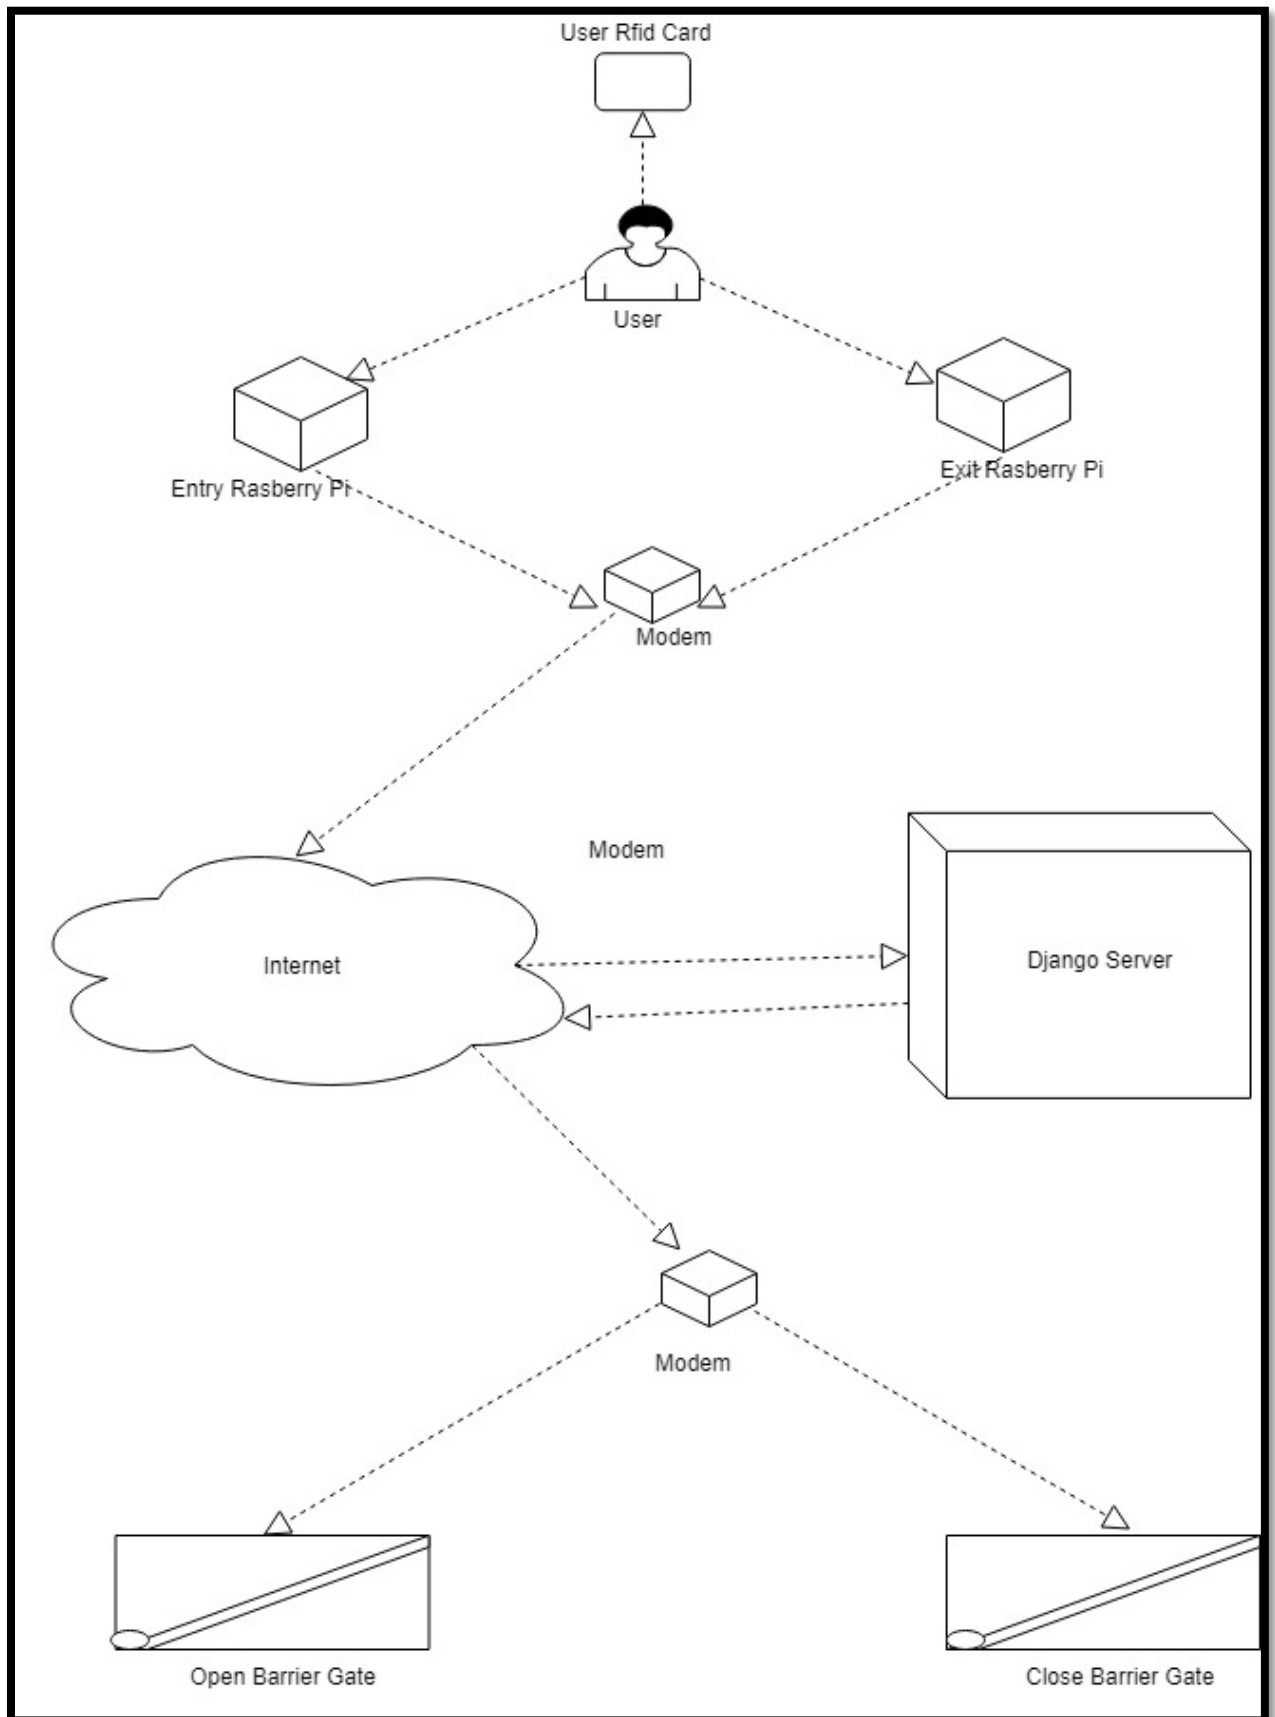 User Rfid Card
User
Entry Rasberry Pi
Exit Rasberry Pi
Modem
Modem
Internet
Django Server
Modem
Open Barrier Gate
Close Barrier Gate